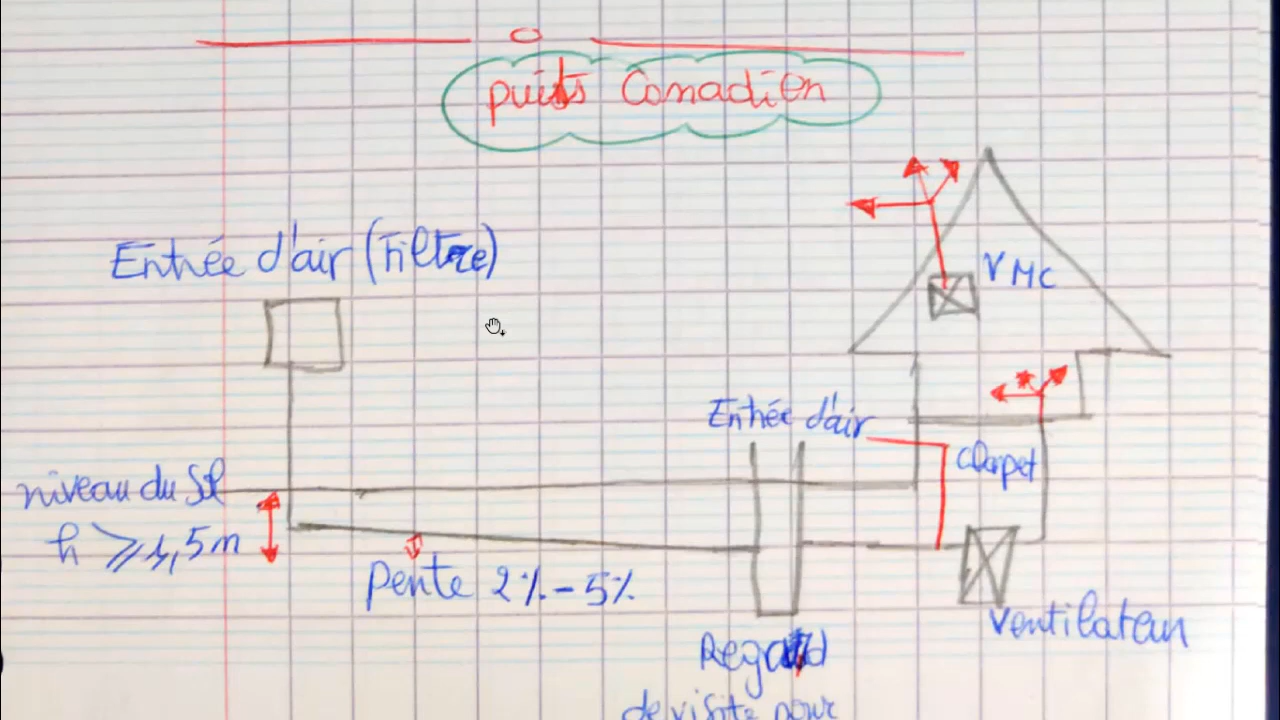 puits Canadien
Entrée d'air (Filtre)
VMC
Entrée d'air
Clapet
niveau du Sol
h ⩾ 1,5m
Pente 2% - 5%
Ventilateur
Regard
de visite pour